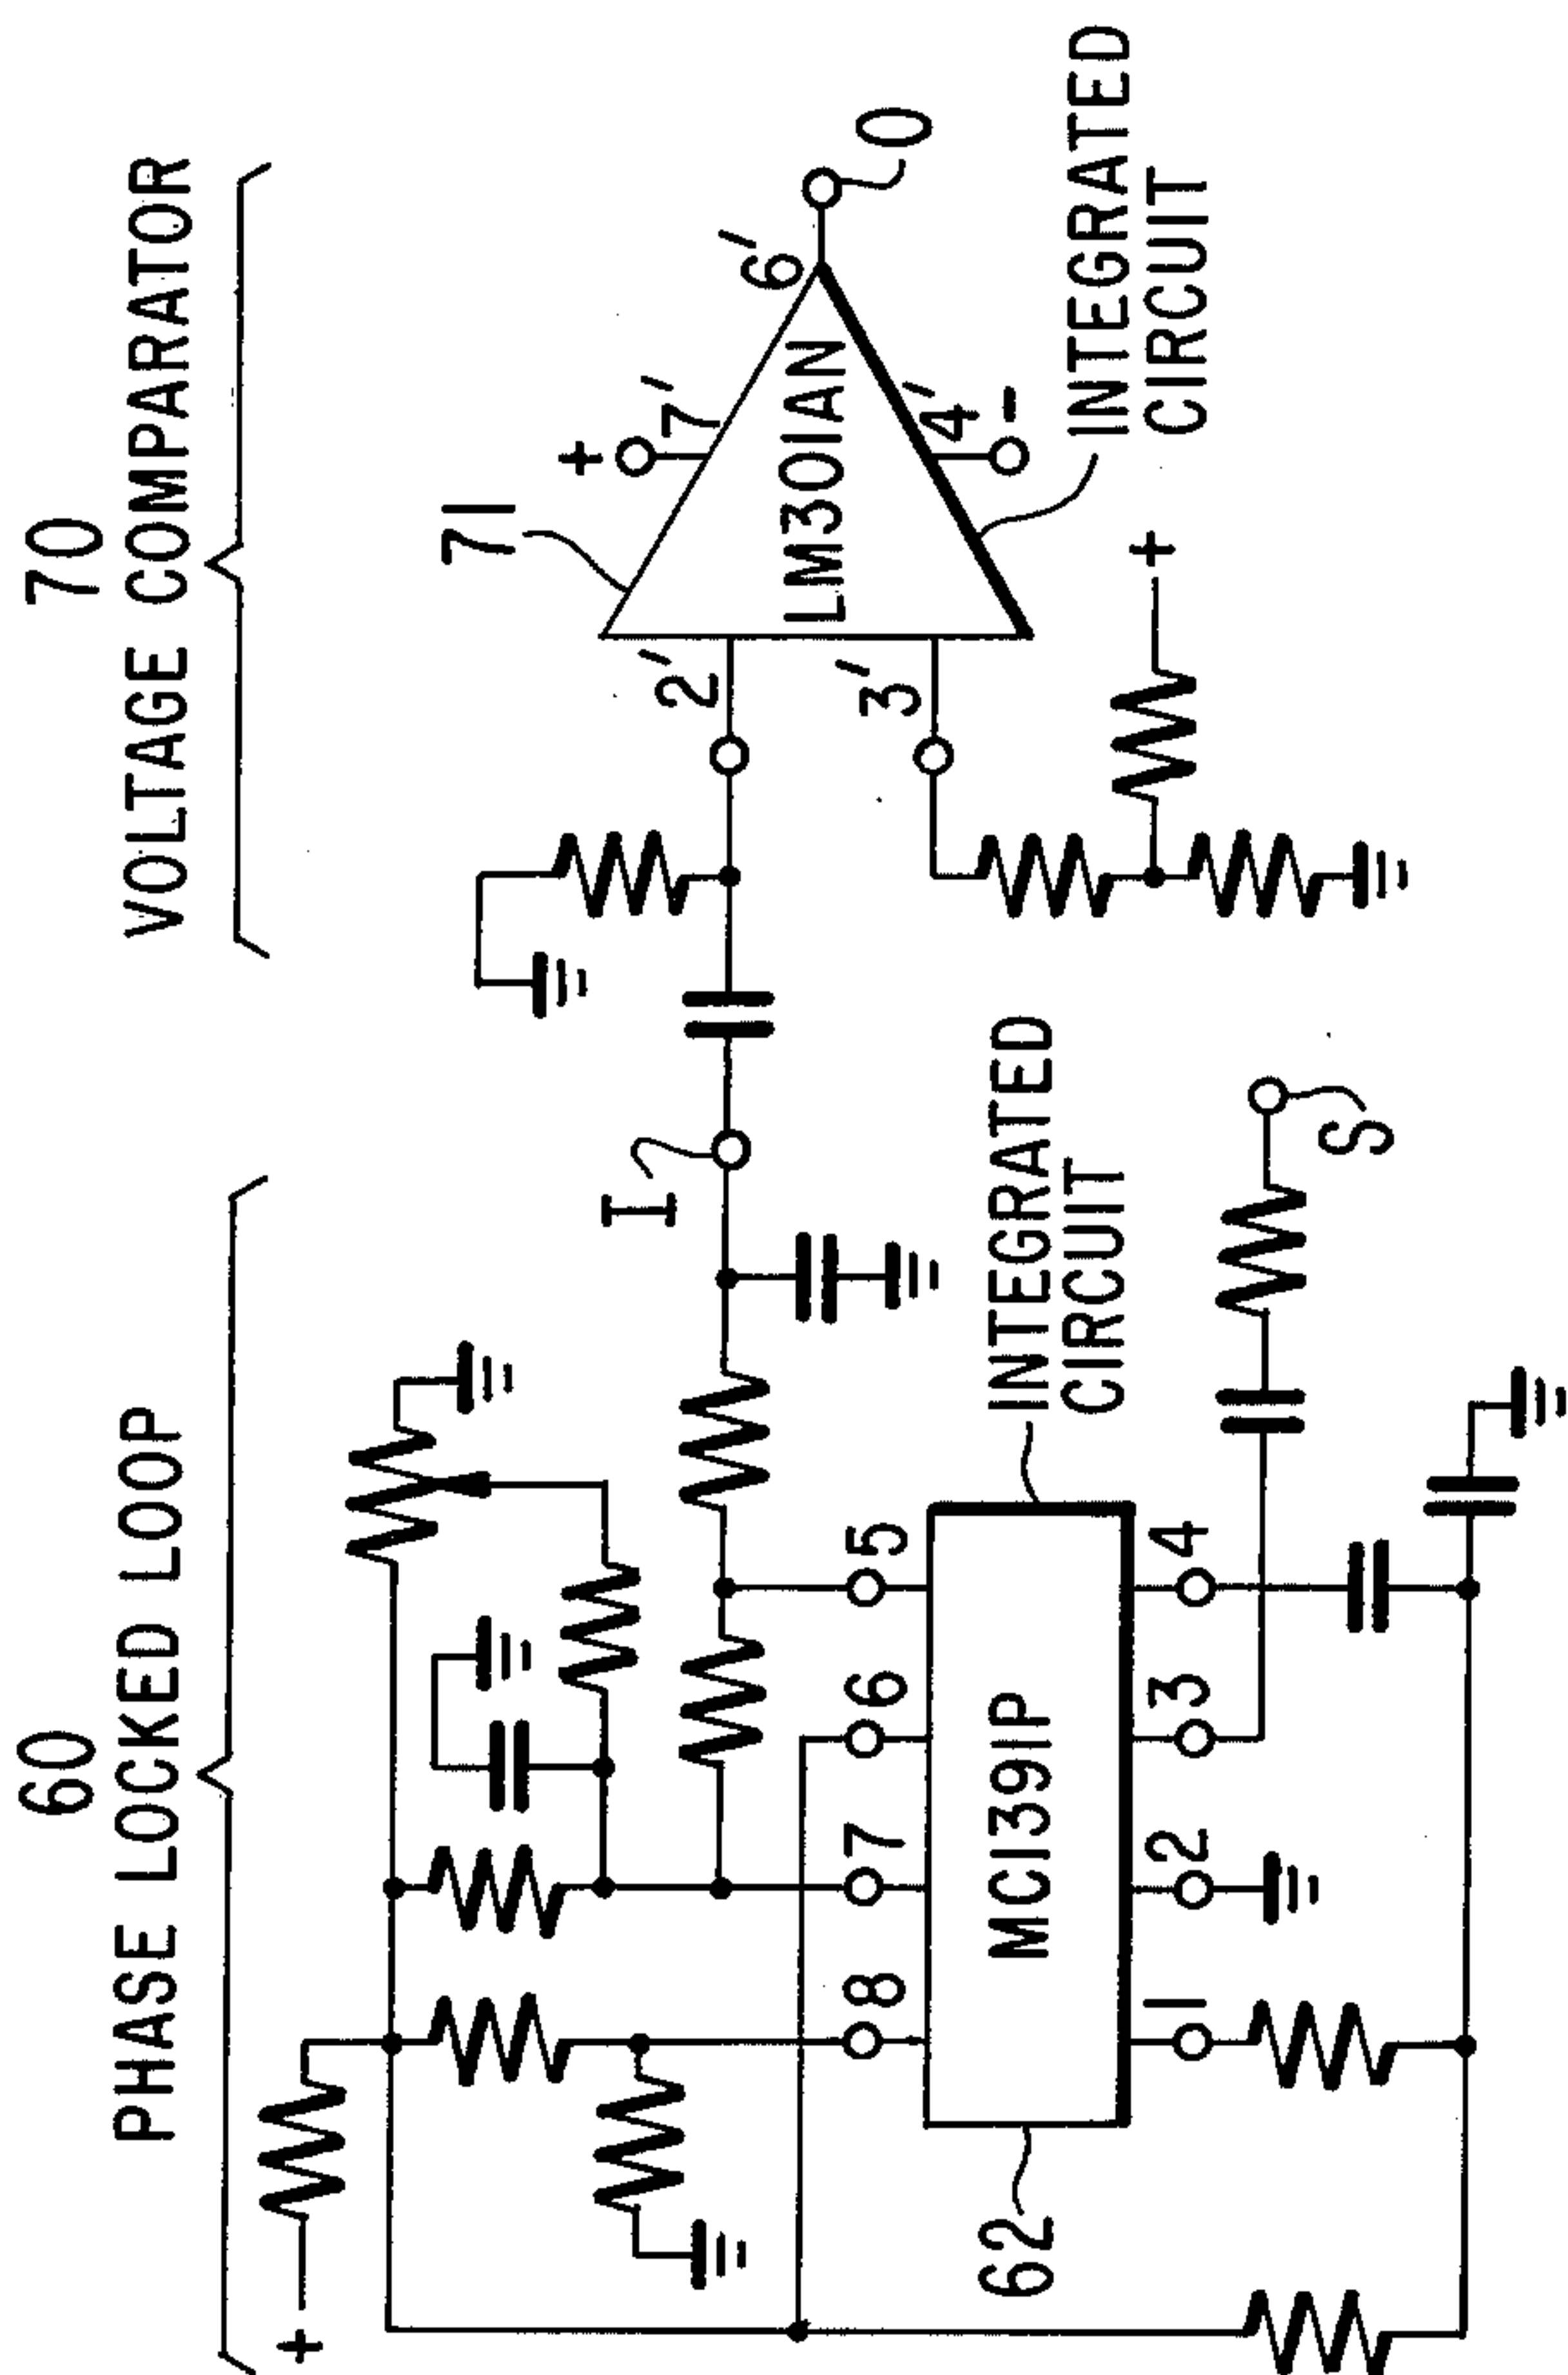 60
PHASE LOCKED LOOP
70
VOLTAGE COMPARATOR
+
I
71
+
7'
2'
6'
LM301AN
O
3'
4'
-
+
INTEGRATED
CIRCUIT
8
7
6
5
62
MC1391P
INTEGRATED
CIRCUIT
1
2
3
4
S